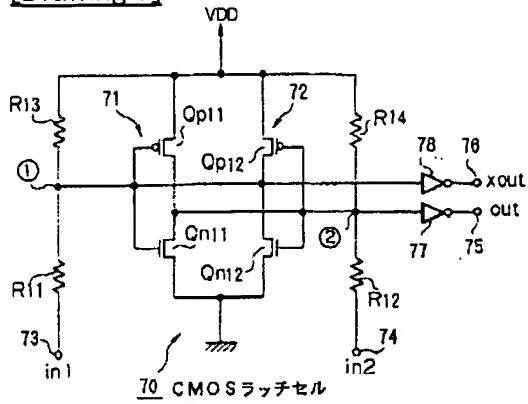 VDD
R13
71
Qp11
72
Qp12
R14
78
76
xout
①
out
Qn11
②
77
75
Qn12
R11
R12
73
in1
74
in2
70 CMOSラッチセル